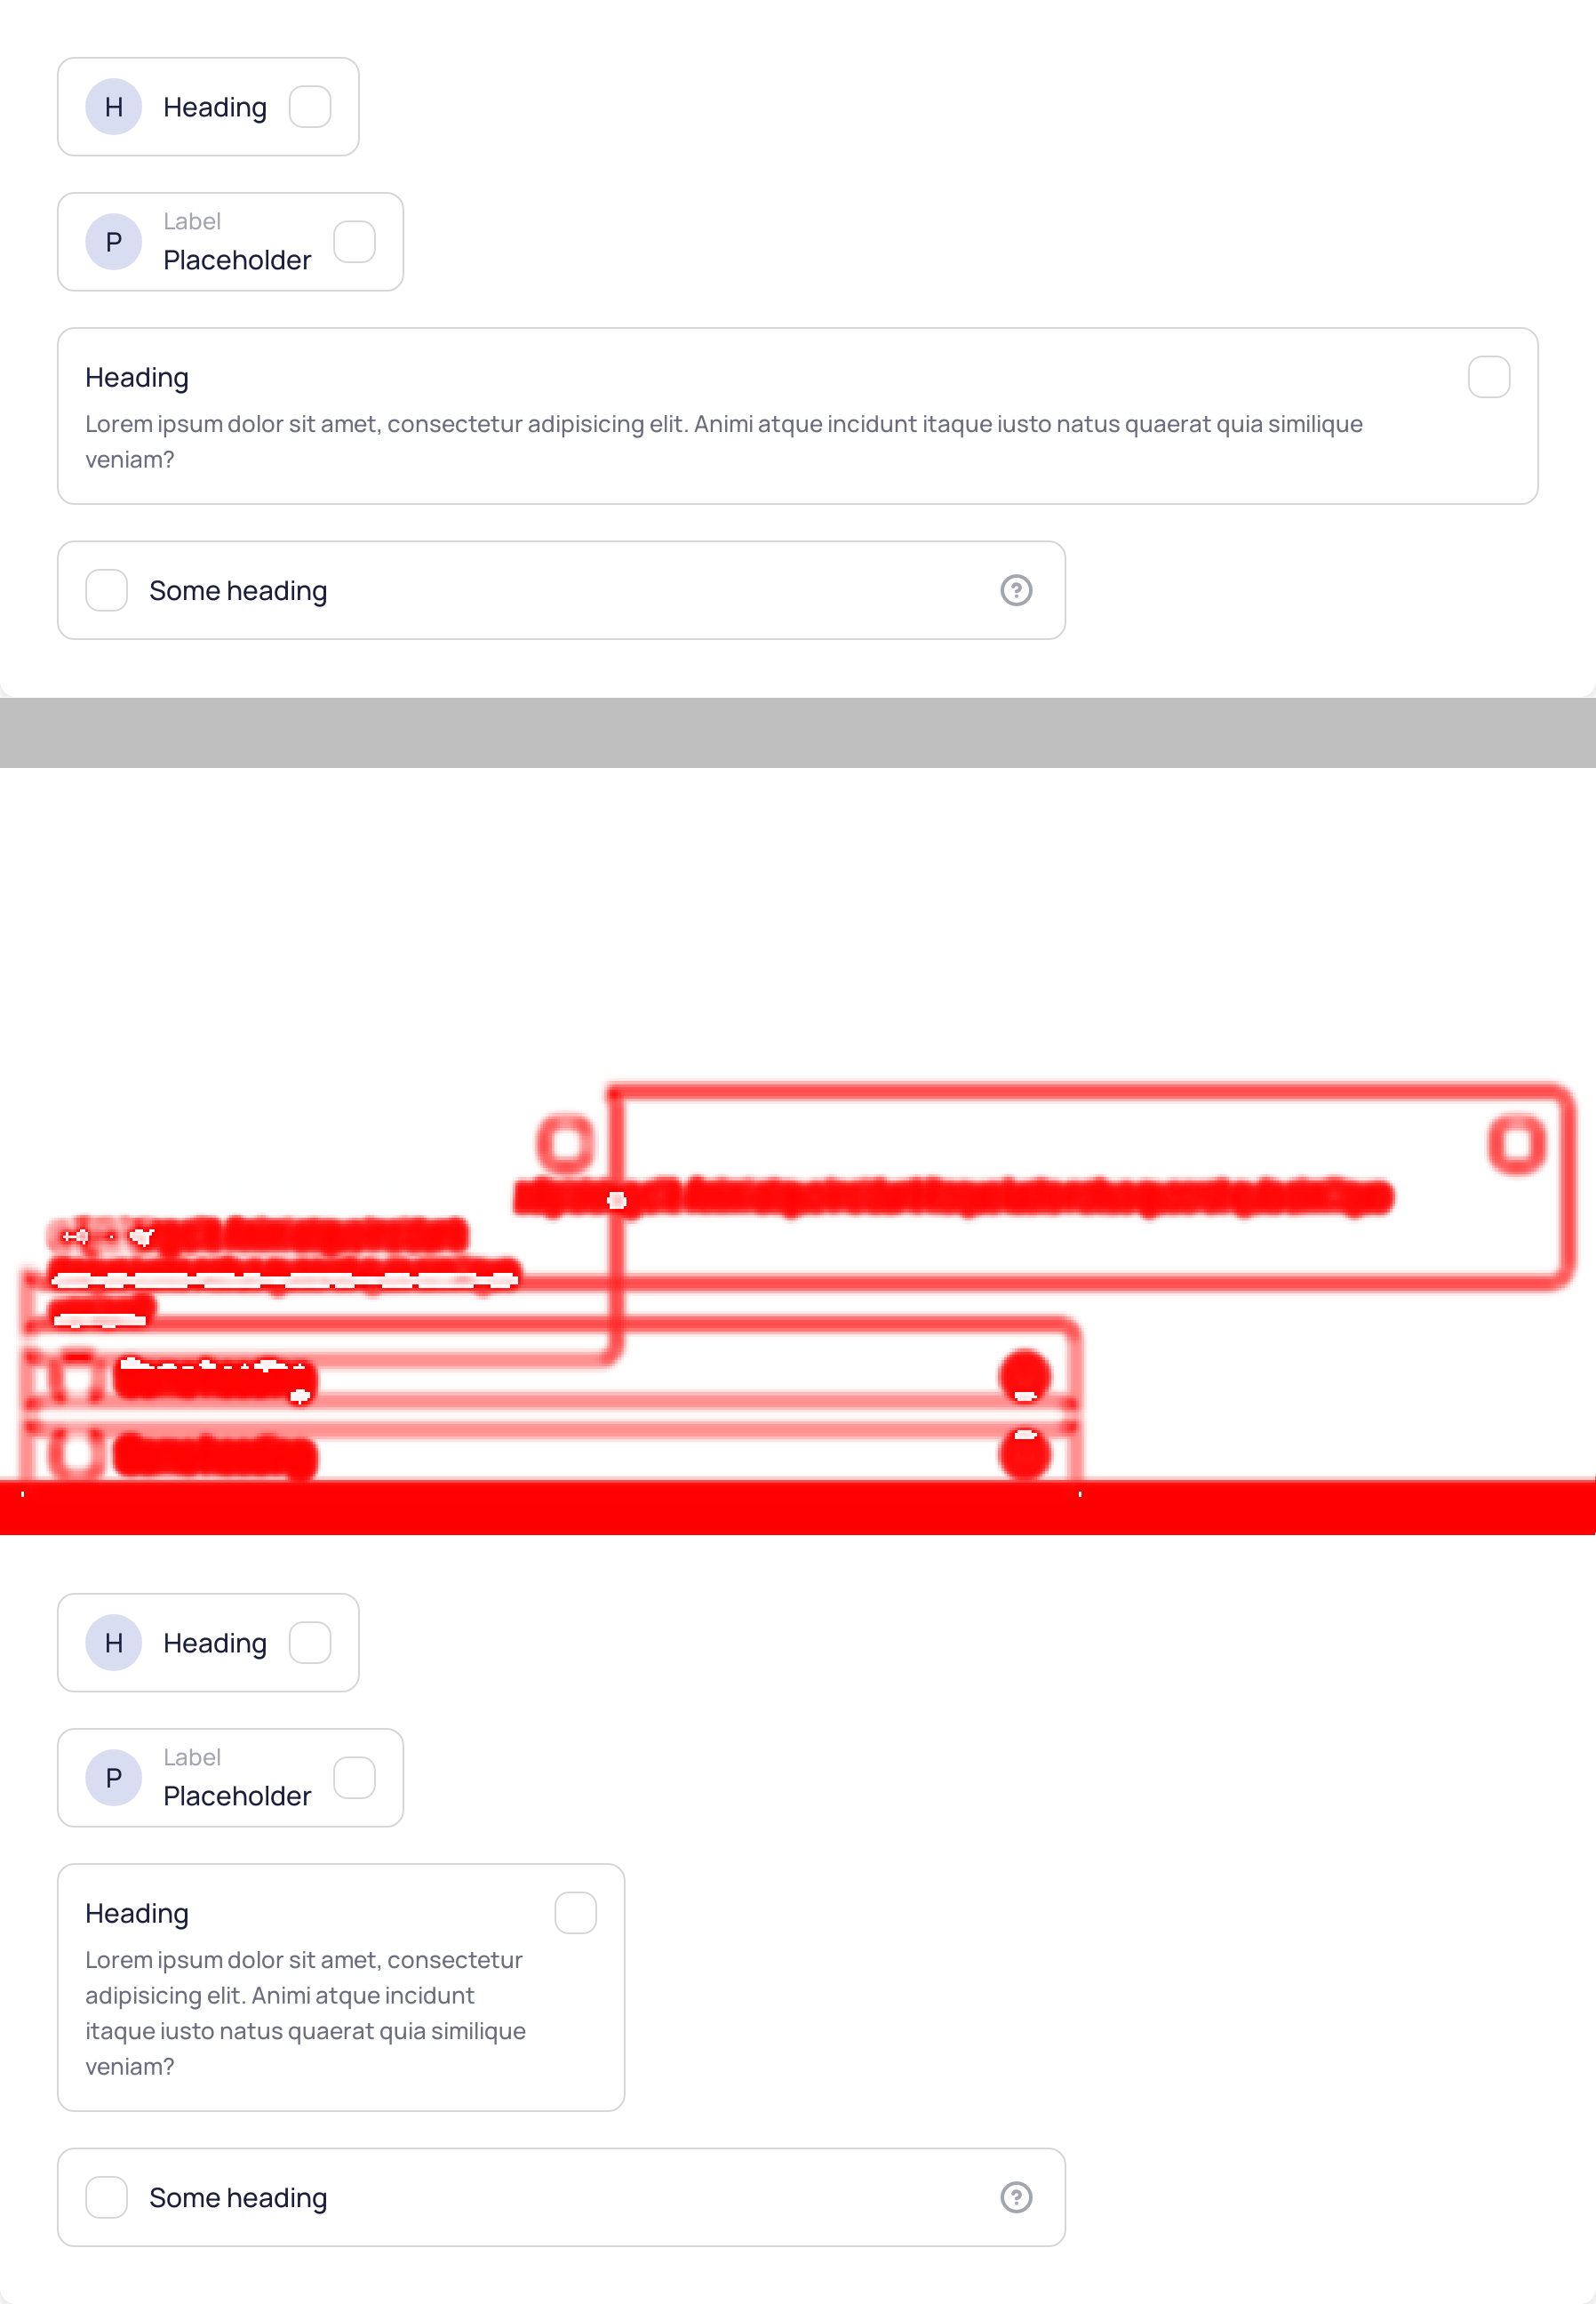 H Heading
Label
P Placeholder
Heading
Lorem ipsum dolor sit amet, consectetur adipisicing elit. Animi atque incidunt itaque iusto natus quaerat quia similique
veniam?
Some heading ?
H Heading
Label
P Placeholder
Heading
Lorem ipsum dolor sit amet, consectetur
adipisicing elit. Animi atque incidunt
itaque iusto natus quaerat quia similique
veniam?
Some heading ?